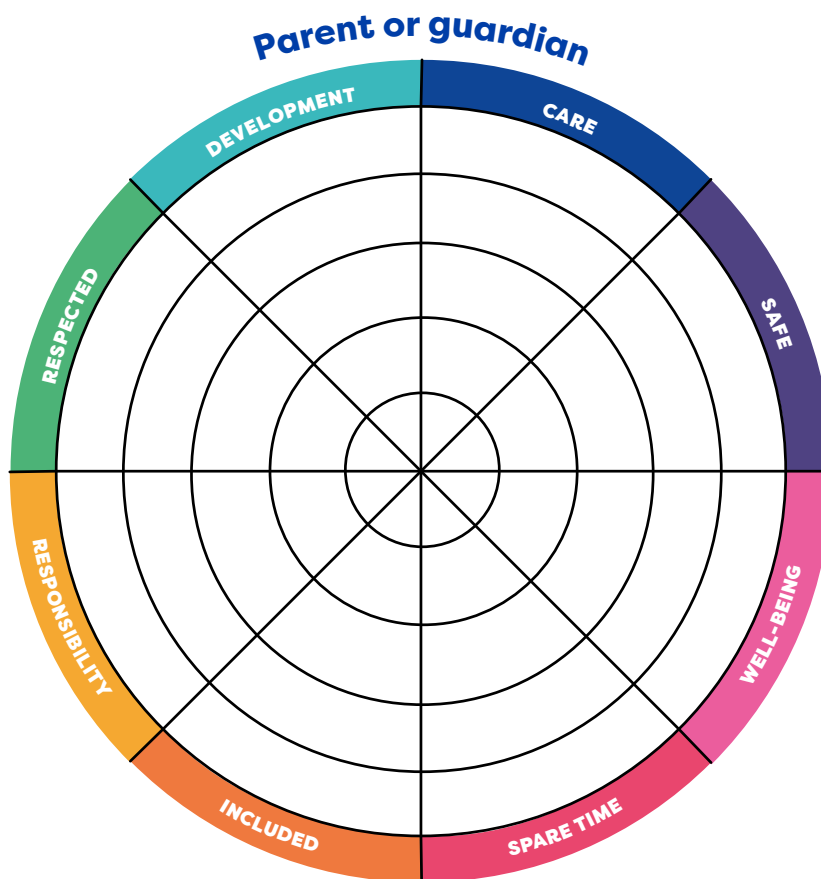 Parent or guardian
DEVELOPMENT
CARE
RESPECTED
SAFE
RESPONSIBILITY
WELL-BEING
INCLUDED
SPARE TIME